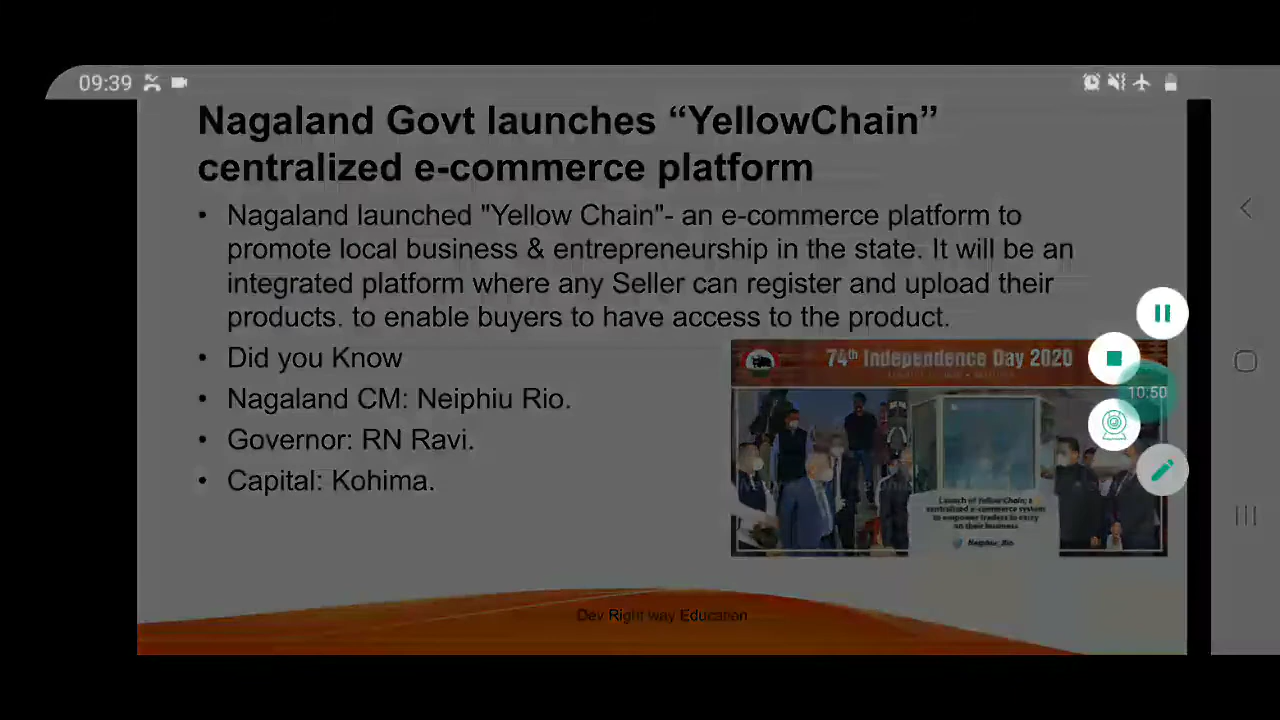 09:39
Nagaland Govt launches “YellowChain”
centralized e-commerce platform
• Nagaland launched "Yellow Chain"- an e-commerce platform to
promote local business & entrepreneurship in the state. It will be an
integrated platform where any Seller can register and upload their
products. to enable buyers to have access to the product.
• Did you Know
• Nagaland CM: Neiphiu Rio.
• Governor: RN Ravi.
• Capital: Kohima.
74th Independence Day 2020
10:50
Launch of YellowChain; a
centralized e-commerce system
to empower traders to carry
on their business
Neiphiu_Rio
Dev Right way Education